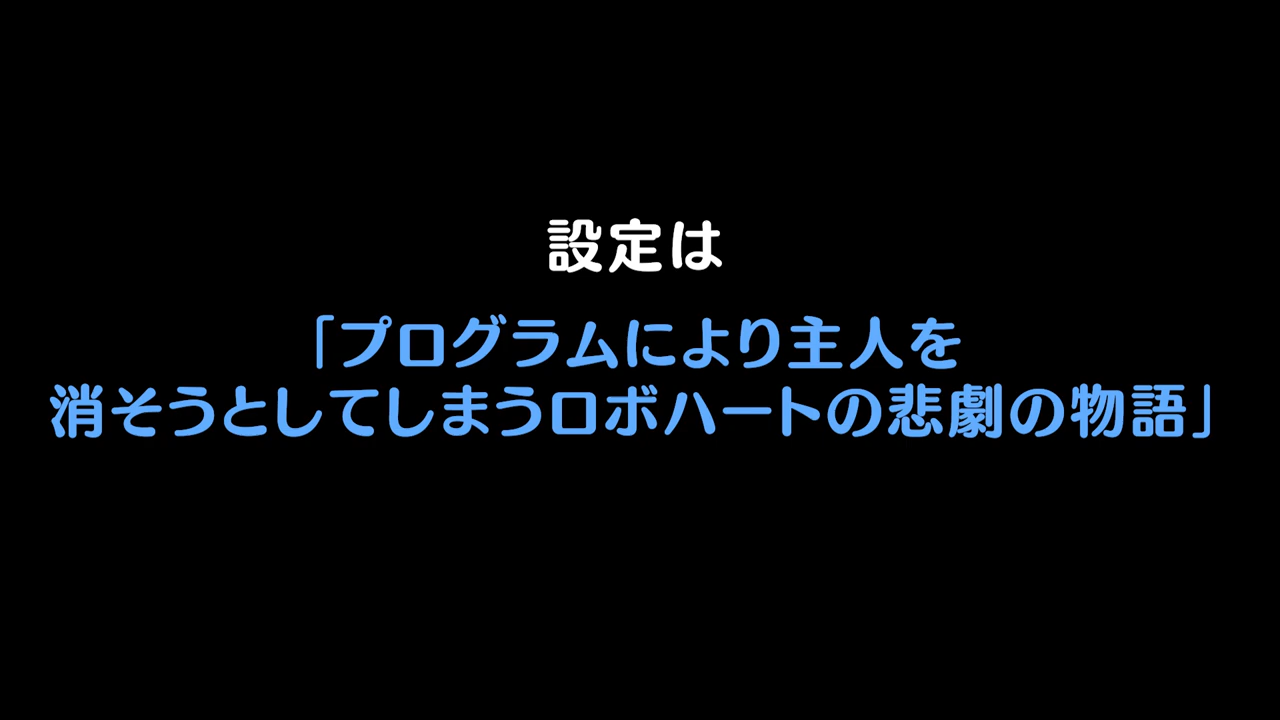 設定は
「プログラムにより主人を
消そうとしてしまうロボハートの悲劇の物語」